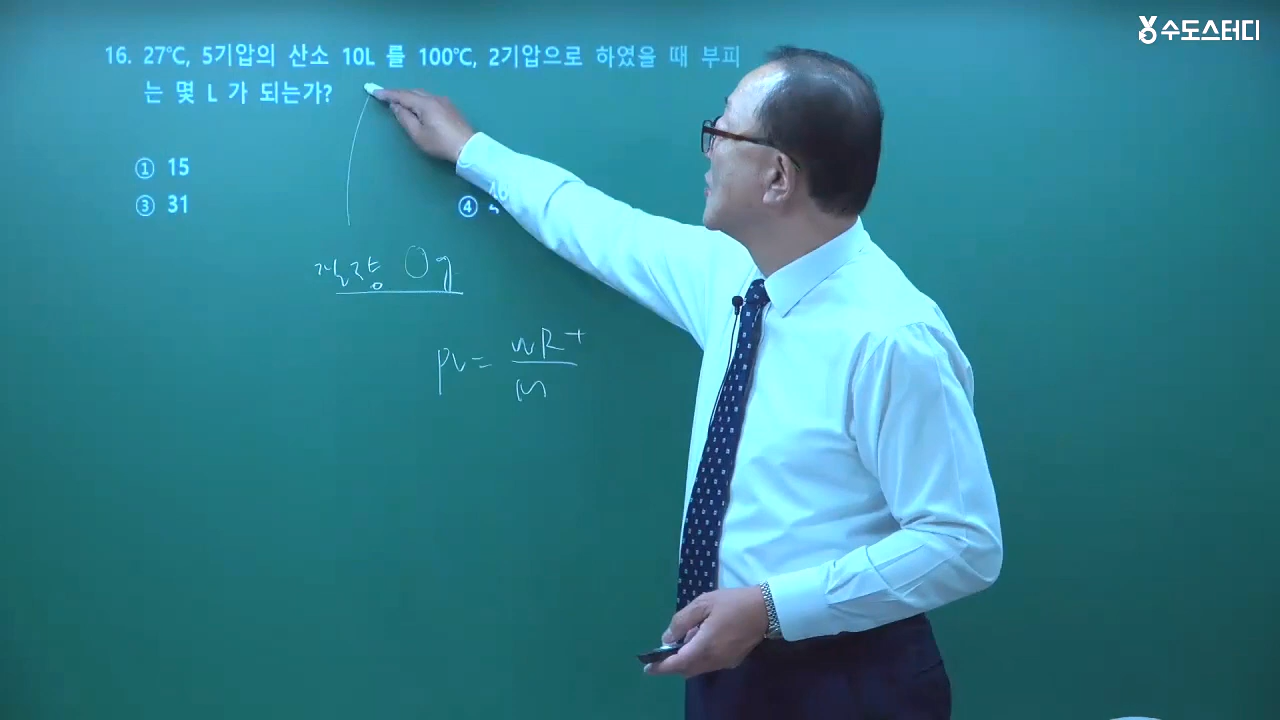 수도스터디
16. 27℃, 5기압의 산소 10L 를 100℃, 2기압으로 하였을 때 부피
는 몇 L 가 되는가?
① 15
③ 31
④
질량 0g
PV = wRT
M